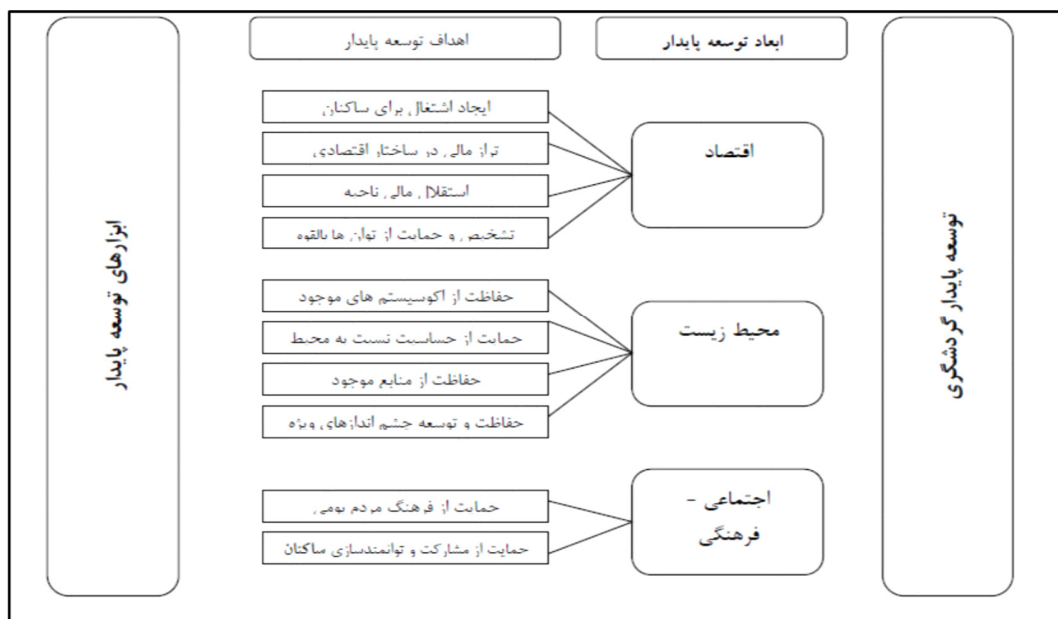 توسعه پایدار گردشگری
ابعاد توسعه پایدار
اهداف توسعه پایدار
ابزارهای توسعه پایدار
اقتصاد
ایجاد اشتغال برای ساکنان
تراز مالی در ساختار اقتصادی
استقلال مالی ناحیه
تشخیص و حمایت از توان ها بالقوه
محیط زیست
حفاظت از اکوسیستم های موجود
حمایت از حساسیت نسبت به محیط
حفاظت از منابع موجود
حفاظت و توسعه چشم اندازهای ویژه
اجتماعی -
فرهنگی
حمایت از فرهنگ مردم بومی
حمایت از مشارکت و توانمندسازی ساکنان